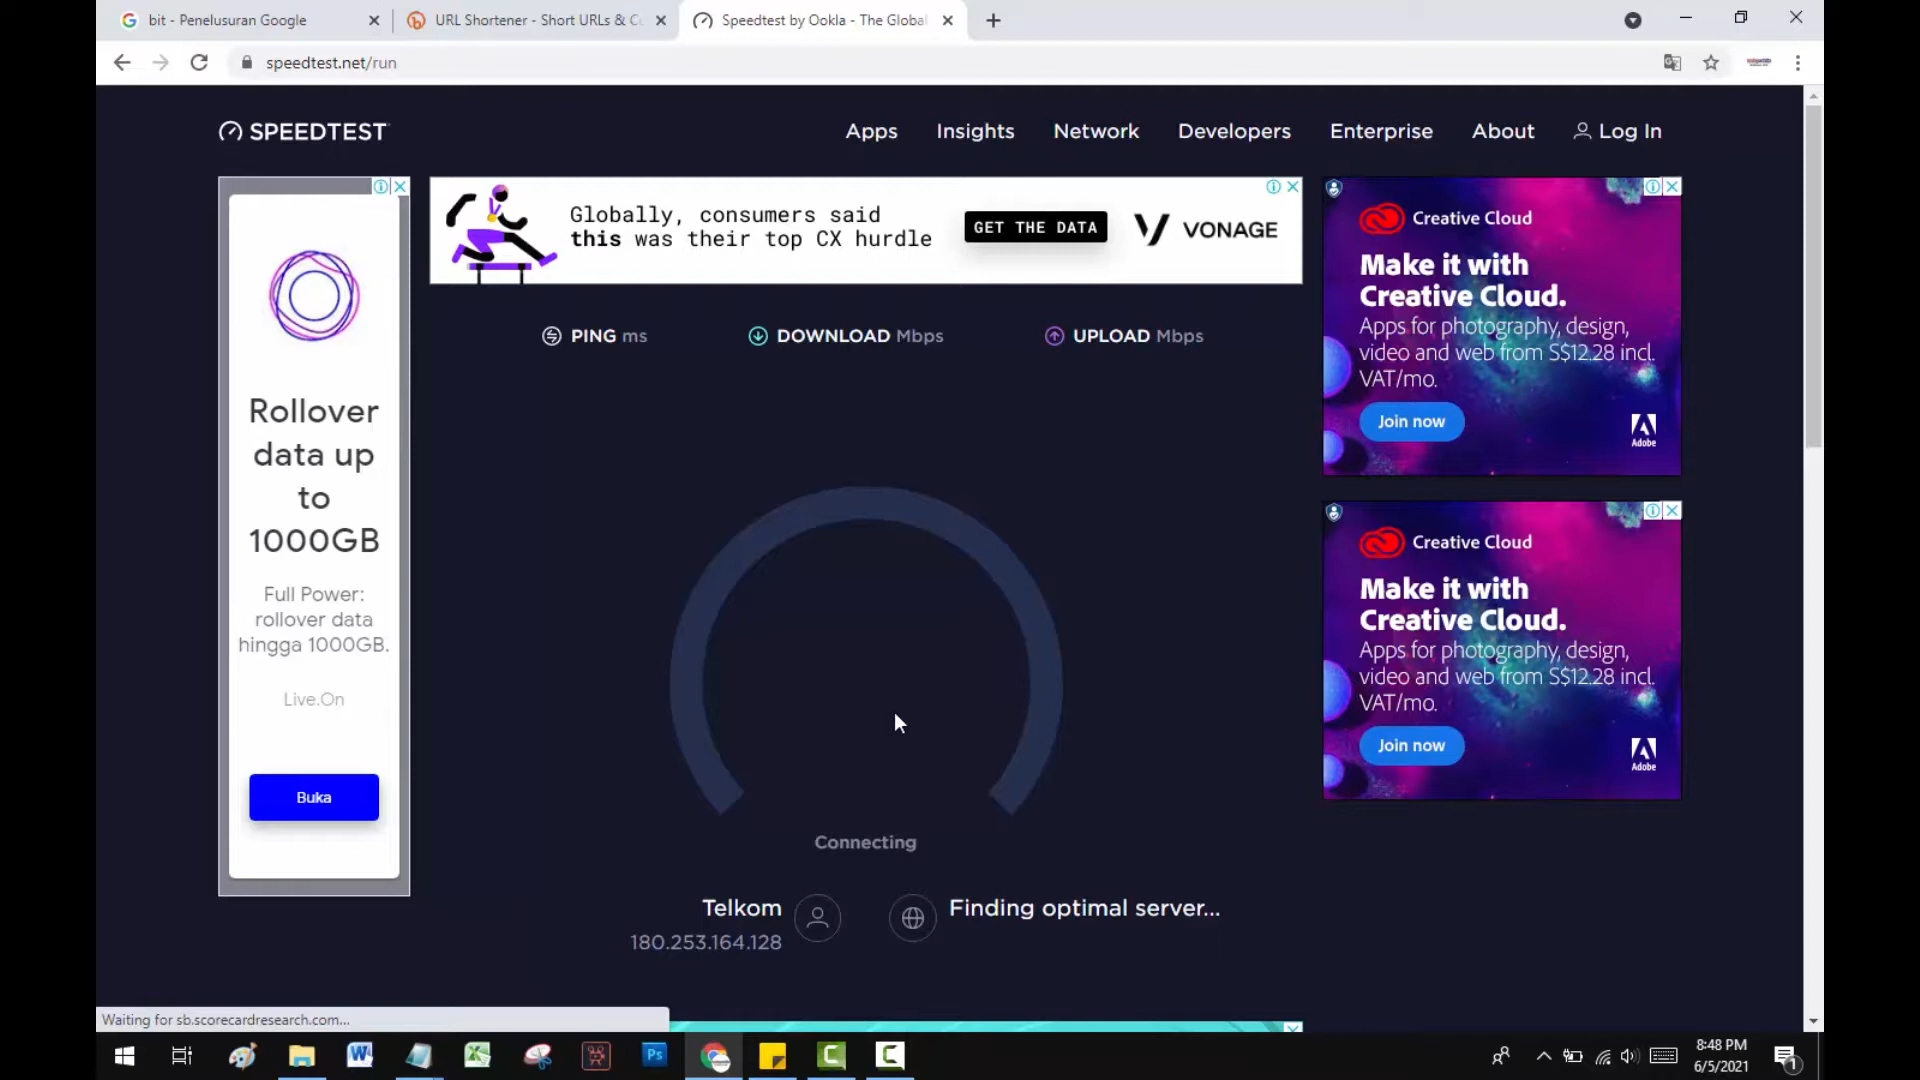 bit - Penelusuran Google
URL Shortener - Short URLs & Cu
Speedtest by Ookla - The Global
speedtest.net/run
SPEEDTEST
Apps
Insights
Network
Developers
Enterprise
About
Log In
Rollover
data up
to
1000GB
Full Power:
rollover data
hingga 1000GB.
Live.On
Buka
Globally, consumers said
this was their top CX hurdle
GET THE DATA
VONAGE
PING ms
DOWNLOAD Mbps
UPLOAD Mbps
Connecting
Telkom
180.253.164.128
Finding optimal server...
Creative Cloud
Make it with
Creative Cloud.
Apps for photography, design,
video and web from S$12.28 incl.
VAT/mo.
Join now
Adobe
Creative Cloud
Make it with
Creative Cloud.
Apps for photography, design,
video and web from S$12.28 incl.
VAT/mo.
Join now
Adobe
Waiting for sb.scorecardresearch.com...
Ps
8:48 PM
6/5/2021
1